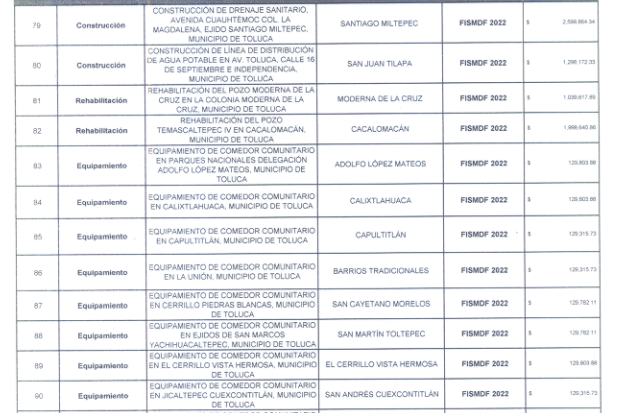 79 Construcción CONSTRUCCIÓN DE DRENAJE SANITARIO, AVENIDA CUAUHTÉMOC COL. LA MAGDALENA, EJIDO SANTIAGO MILTEPEC, MUNICIPIO DE TOLUCA SANTIAGO MILTEPEC FISMDF 2022 $
80 Construcción CONSTRUCCIÓN DE LÍNEA DE DISTRIBUCIÓN DE AGUA POTABLE EN AV. TOLUCA, CALLE 16 DE SEPTIEMBRE E INDEPENDENCIA, MUNICIPIO DE TOLUCA SAN JUAN TILAPA FISMDF 2022 $ 1,298,172.33
81 Rehabilitación REHABILITACIÓN DEL POZO MODERNA DE LA CRUZ EN LA COLONIA MODERNA DE LA CRUZ, MUNICIPIO DE TOLUCA MODERNA DE LA CRUZ FISMDF 2022 $
82 Rehabilitación REHABILITACIÓN DEL POZO TEMASCALTEPEC IV EN CACALOMACÁN, MUNICIPIO DE TOLUCA CACALOMACÁN FISMDF 2022 $
83 Equipamiento EQUIPAMIENTO DE COMEDOR COMUNITARIO EN PARQUES NACIONALES DELEGACIÓN ADOLFO LÓPEZ MATEOS, MUNICIPIO DE TOLUCA ADOLFO LÓPEZ MATEOS FISMDF 2022 $ 129,803.88
84 Equipamiento EQUIPAMIENTO DE COMEDOR COMUNITARIO EN CALIXTLAHUACA, MUNICIPIO DE TOLUCA CALIXTLAHUACA FISMDF 2022 $ 129,803.88
85 Equipamiento EQUIPAMIENTO DE COMEDOR COMUNITARIO EN CAPULTITLÁN, MUNICIPIO DE TOLUCA CAPULTITLÁN FISMDF 2022 $ 129,315.73
86 Equipamiento EQUIPAMIENTO DE COMEDOR COMUNITARIO EN LA UNIÓN, MUNICIPIO DE TOLUCA BARRIOS TRADICIONALES FISMDF 2022 $ 129,315.73
87 Equipamiento EQUIPAMIENTO DE COMEDOR COMUNITARIO EN CERRILLO PIEDRAS BLANCAS, MUNICIPIO DE TOLUCA SAN CAYETANO MORELOS FISMDF 2022 $ 129,782.11
88 Equipamiento EQUIPAMIENTO DE COMEDOR COMUNITARIO EN EJIDOS DE SAN MARCOS YACHIHUACALTEPEC, MUNICIPIO DE TOLUCA SAN MARTÍN TOLTEPEC FISMDF 2022 $ 129,782.11
89 Equipamiento EQUIPAMIENTO DE COMEDOR COMUNITARIO EN EL CERRILLO VISTA HERMOSA, MUNICIPIO DE TOLUCA EL CERRILLO VISTA HERMOSA FISMDF 2022 $ 129,803.88
90 Equipamiento EQUIPAMIENTO DE COMEDOR COMUNITARIO EN JICALTEPEC CUEXCONTITLÁN, MUNICIPIO DE TOLUCA SAN ANDRÉS CUEXCONTITLÁN FISMDF 2022 $ 129,315.73